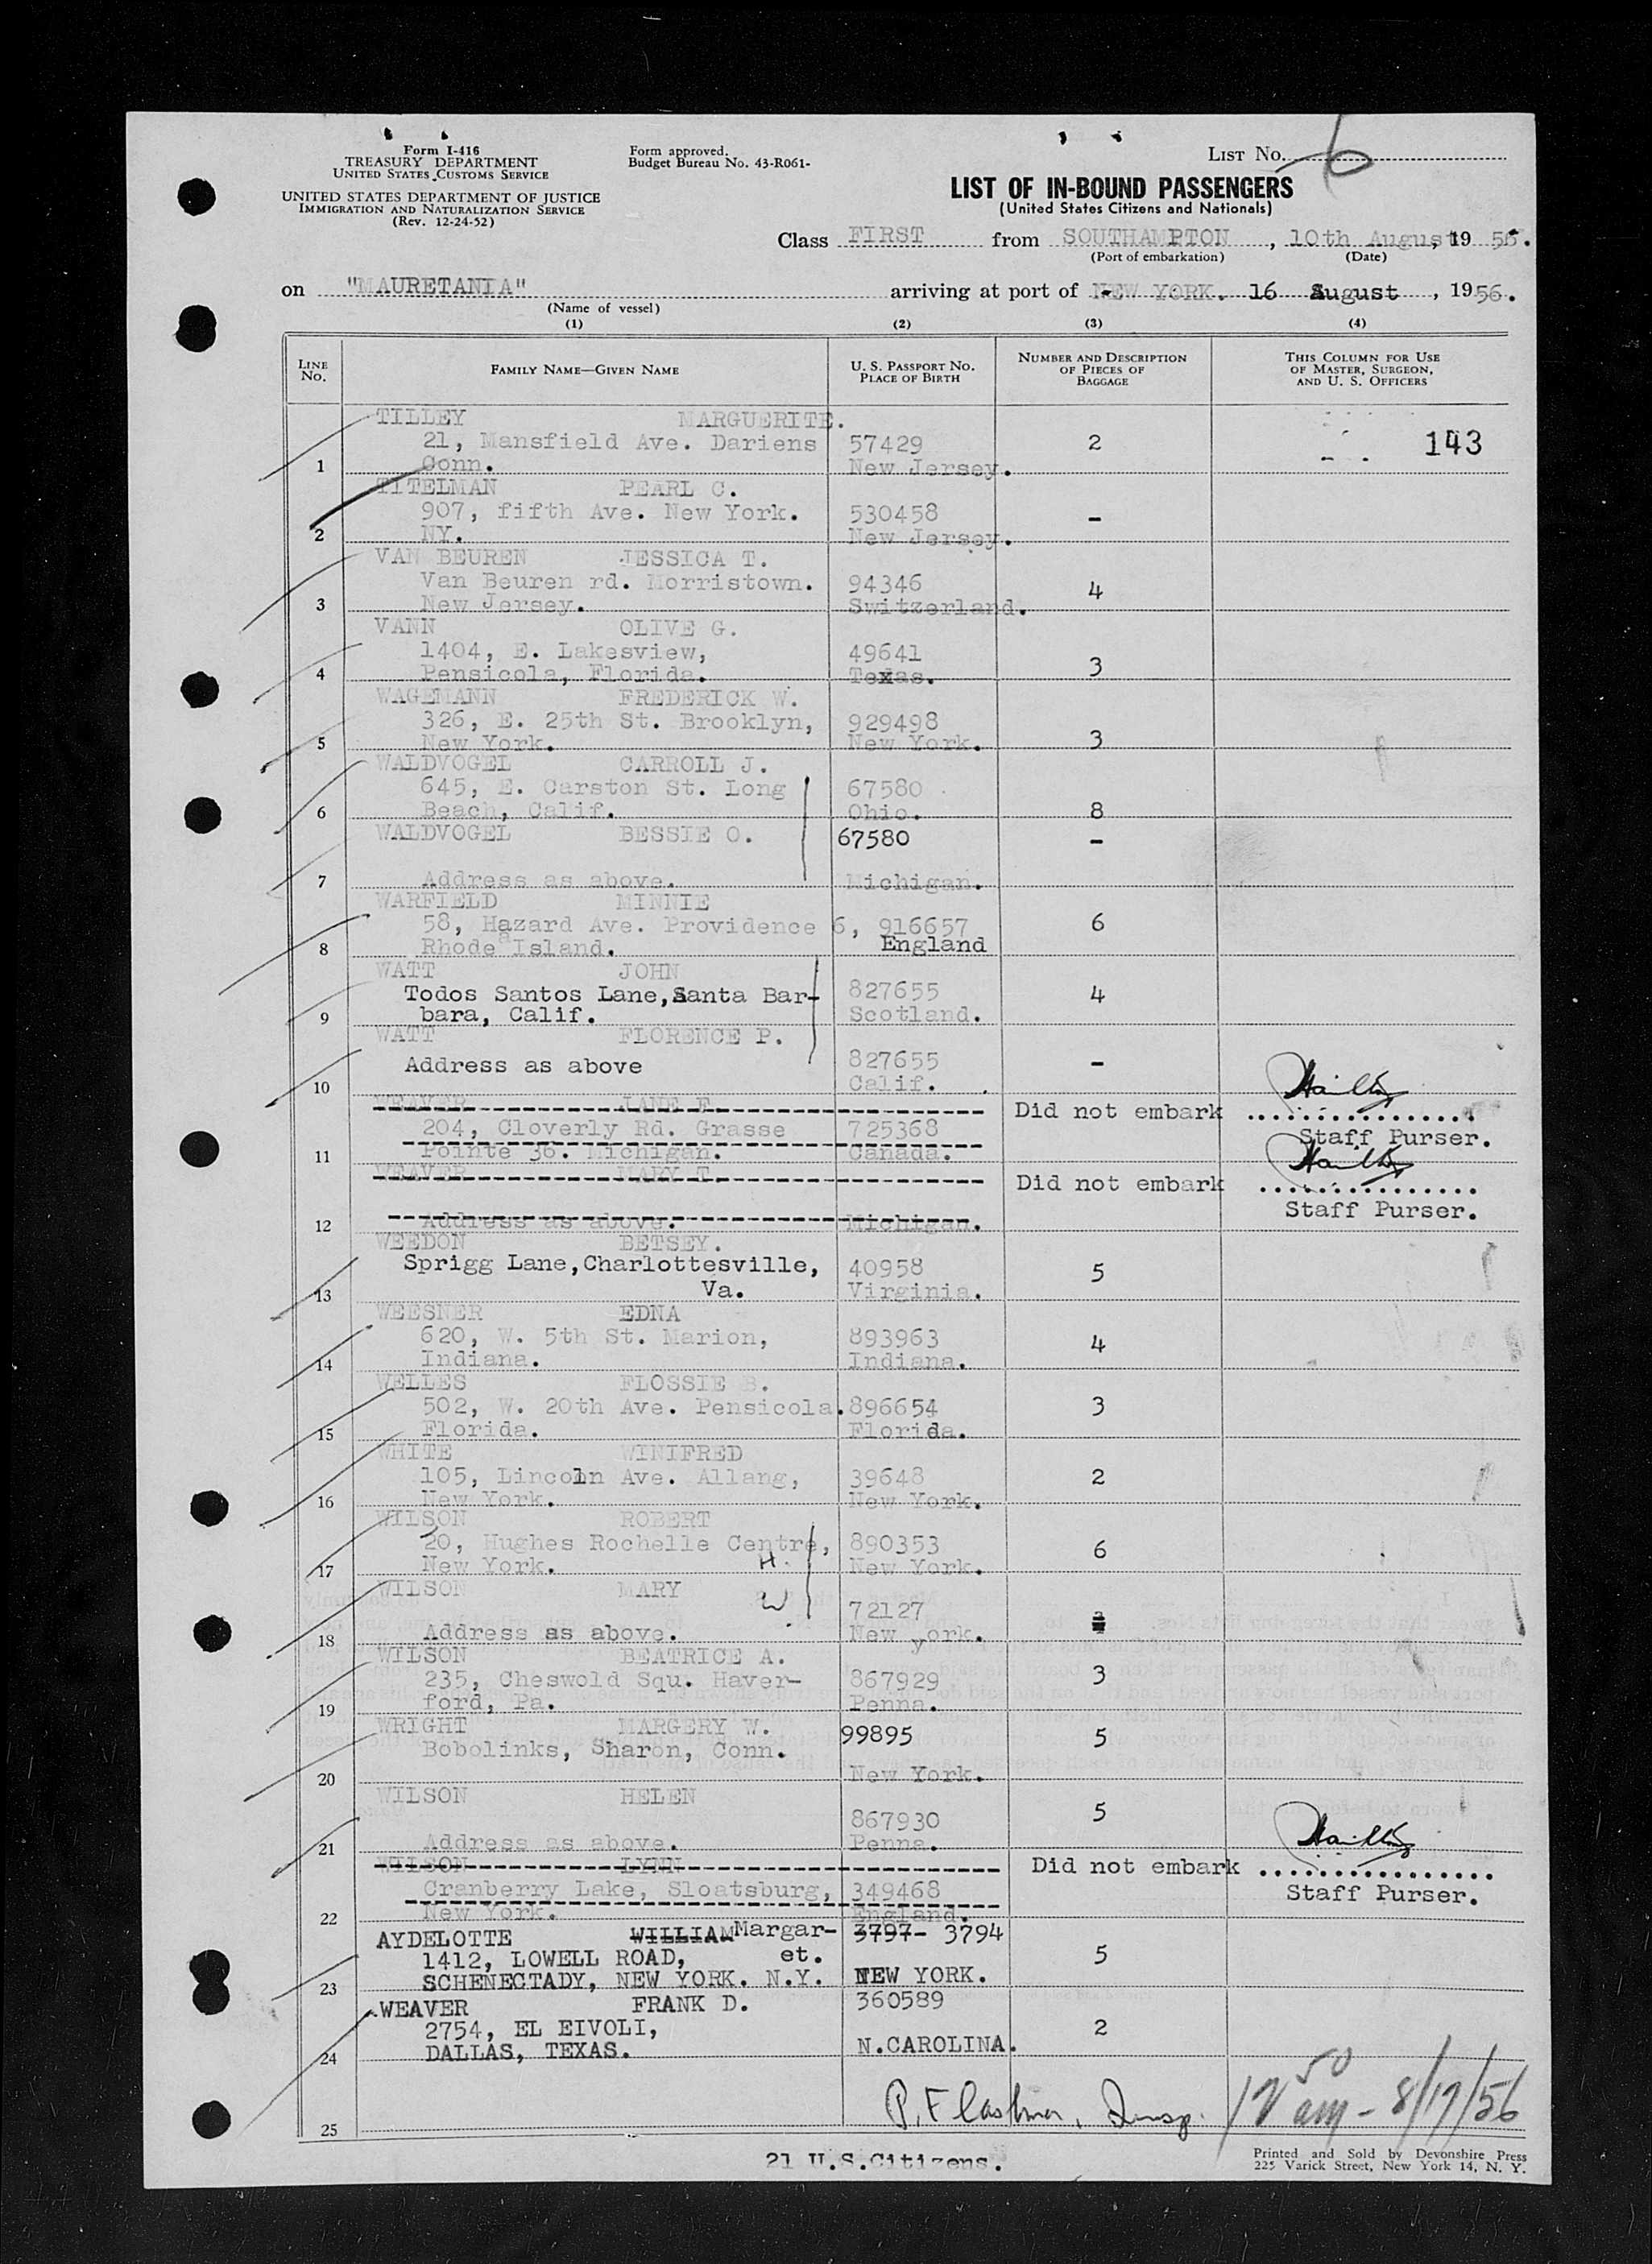 Form I-416
TREASURY DEPARTMENT
UNITED STATES CUSTOMS SERVICE
UNITED STATES DEPARTMENT OF JUSTICE
IMMIGRATION AND NATURALIZATION SERVICE
(Rev. 12-24-52)
Form approved.
Budget Bureau No. 43-R061-
LIST No. 6
LIST OF IN-BOUND PASSENGERS
(United States Citizens and Nationals)
Class FIRST from SOUTHAMPTON, 10th August, 1956.
(Port of embarkation) (Date)
on "MAURETANIA" arriving at port of NEW YORK. 16 August, 1956.
(Name of vessel)
(1) (2) (3) (4)
LINE No. FAMILY NAME—GIVEN NAME U. S. PASSPORT No. PLACE OF BIRTH NUMBER AND DESCRIPTION OF PIECES OF BAGGAGE THIS COLUMN FOR USE OF MASTER, SURGEON, AND U. S. OFFICERS
TILLEY MARGUERITE.
21, Mansfield Ave. Dariens 57429 2 143
1 Conn. New Jersey.
TITELMAN PEARL C.
907, fifth Ave. New York. 530458 -
2 NY. New Jersey.
VAN BEUREN JESSICA T.
Van Beuren rd. Morristown. 94346 4
3 New Jersey. Switzerland.
VANN OLIVE G.
1404, E. Lakesview, 49641 3
4 Pensicola, Florida. Texas.
WAGEMANN FREDERICK W.
326, E. 25th St. Brooklyn, 929498 3
5 New York. New York.
WALDVOGEL CARROLL J.
645, E. Carston St. Long 67580
6 Beach, Calif. Ohio. 8
WALDVOGEL BESSIE O. 67580 -
7 Address as above. Michigan.
WARFIELD MINNIE
58, Hazard Ave. Providence 6, 916657 6
8 Rhode Island. England
WATT JOHN
Todos Santos Lane, Santa Bar- 827655 4
9 bara, Calif. Scotland.
WATT FLORENCE P.
Address as above 827655 -
10 Calif.
WEAVER JANE F. Did not embark
204, Cloverly Rd. Grasse 725368 Staff Purser.
11 Pointe 36. Michigan. Canada.
WEAVER MARY T. Did not embark
Staff Purser.
12 Address as above. Michigan.
WEEDON BETSEY.
Sprigg Lane, Charlottesville, 40958 5
13 Va. Virginia.
WEESNER EDNA
620, W. 5th St. Marion, 893963 4
14 Indiana. Indiana.
WELLES FLOSSIE B.
502, W. 20th Ave. Pensicola. 896654 3
15 Florida. Florida.
WHITE WINIFRED
105, Lincoln Ave. Allang, 39648 2
16 New York. New York.
WILSON ROBERT
20, Hughes Rochelle Centre, 890353 6
17 New York. H. New York.
WILSON MARY W
72127
18 Address as above. New york.
WILSON BEATRICE A.
235, Cheswold Squ. Haver- 867929 3
19 ford, Pa. Penna.
WRIGHT MARGERY W. 99895
Bobolinks, Sharon, Conn. 5
20 New York.
WILSON HELEN
867930 5
21 Address as above. Penna.
WILSON LYNN Did not embark
Cranberry Lake, Sloatsburg, 349468 Staff Purser.
22 New York. England.
AYDELOTTE WILLIAM Margar- 3797- 3794
1412, LOWELL ROAD, et. 5
23 SCHENECTADY, NEW YORK. N.Y. NEW YORK.
WEAVER FRANK D. 360589
2754, EL EIVOLI, 2
24 DALLAS, TEXAS. N.CAROLINA.
25 12 50 am - 8/17/56
21 U.S.Citizens.
Printed and Sold by Devonshire Press
225 Varick Street, New York 14, N. Y.